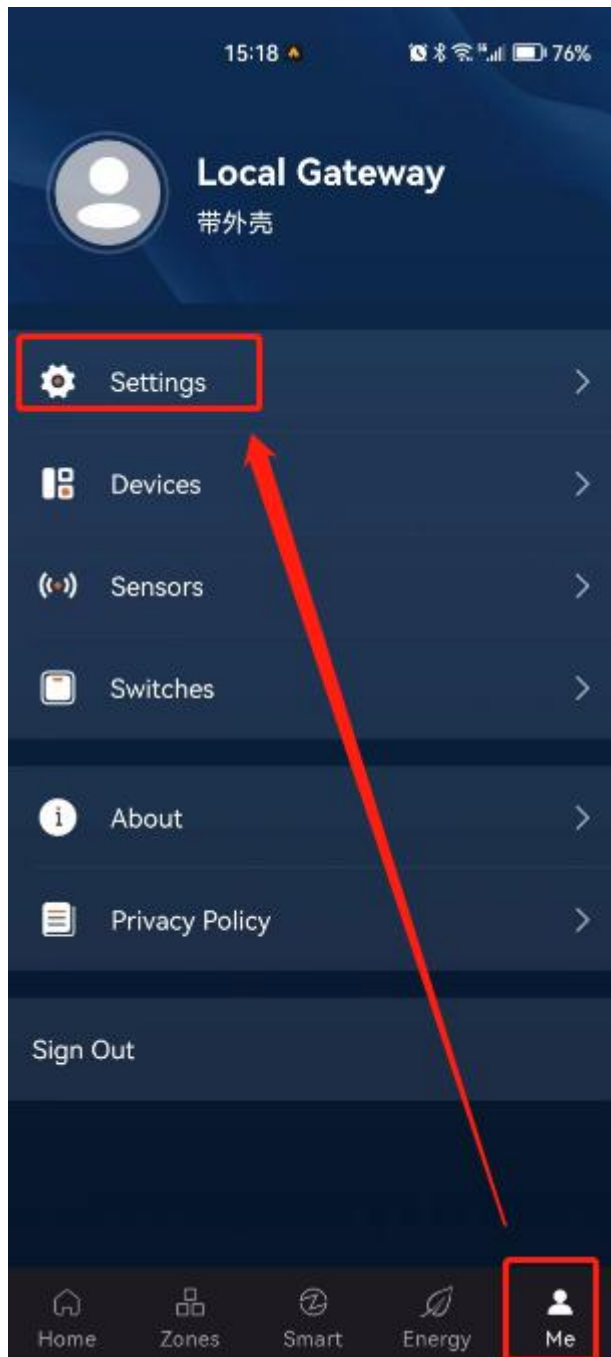 15:18 76%
Local Gateway
带外壳
Settings
Devices
Sensors
Switches
About
Privacy Policy
Sign Out
Home Zones Smart Energy Me